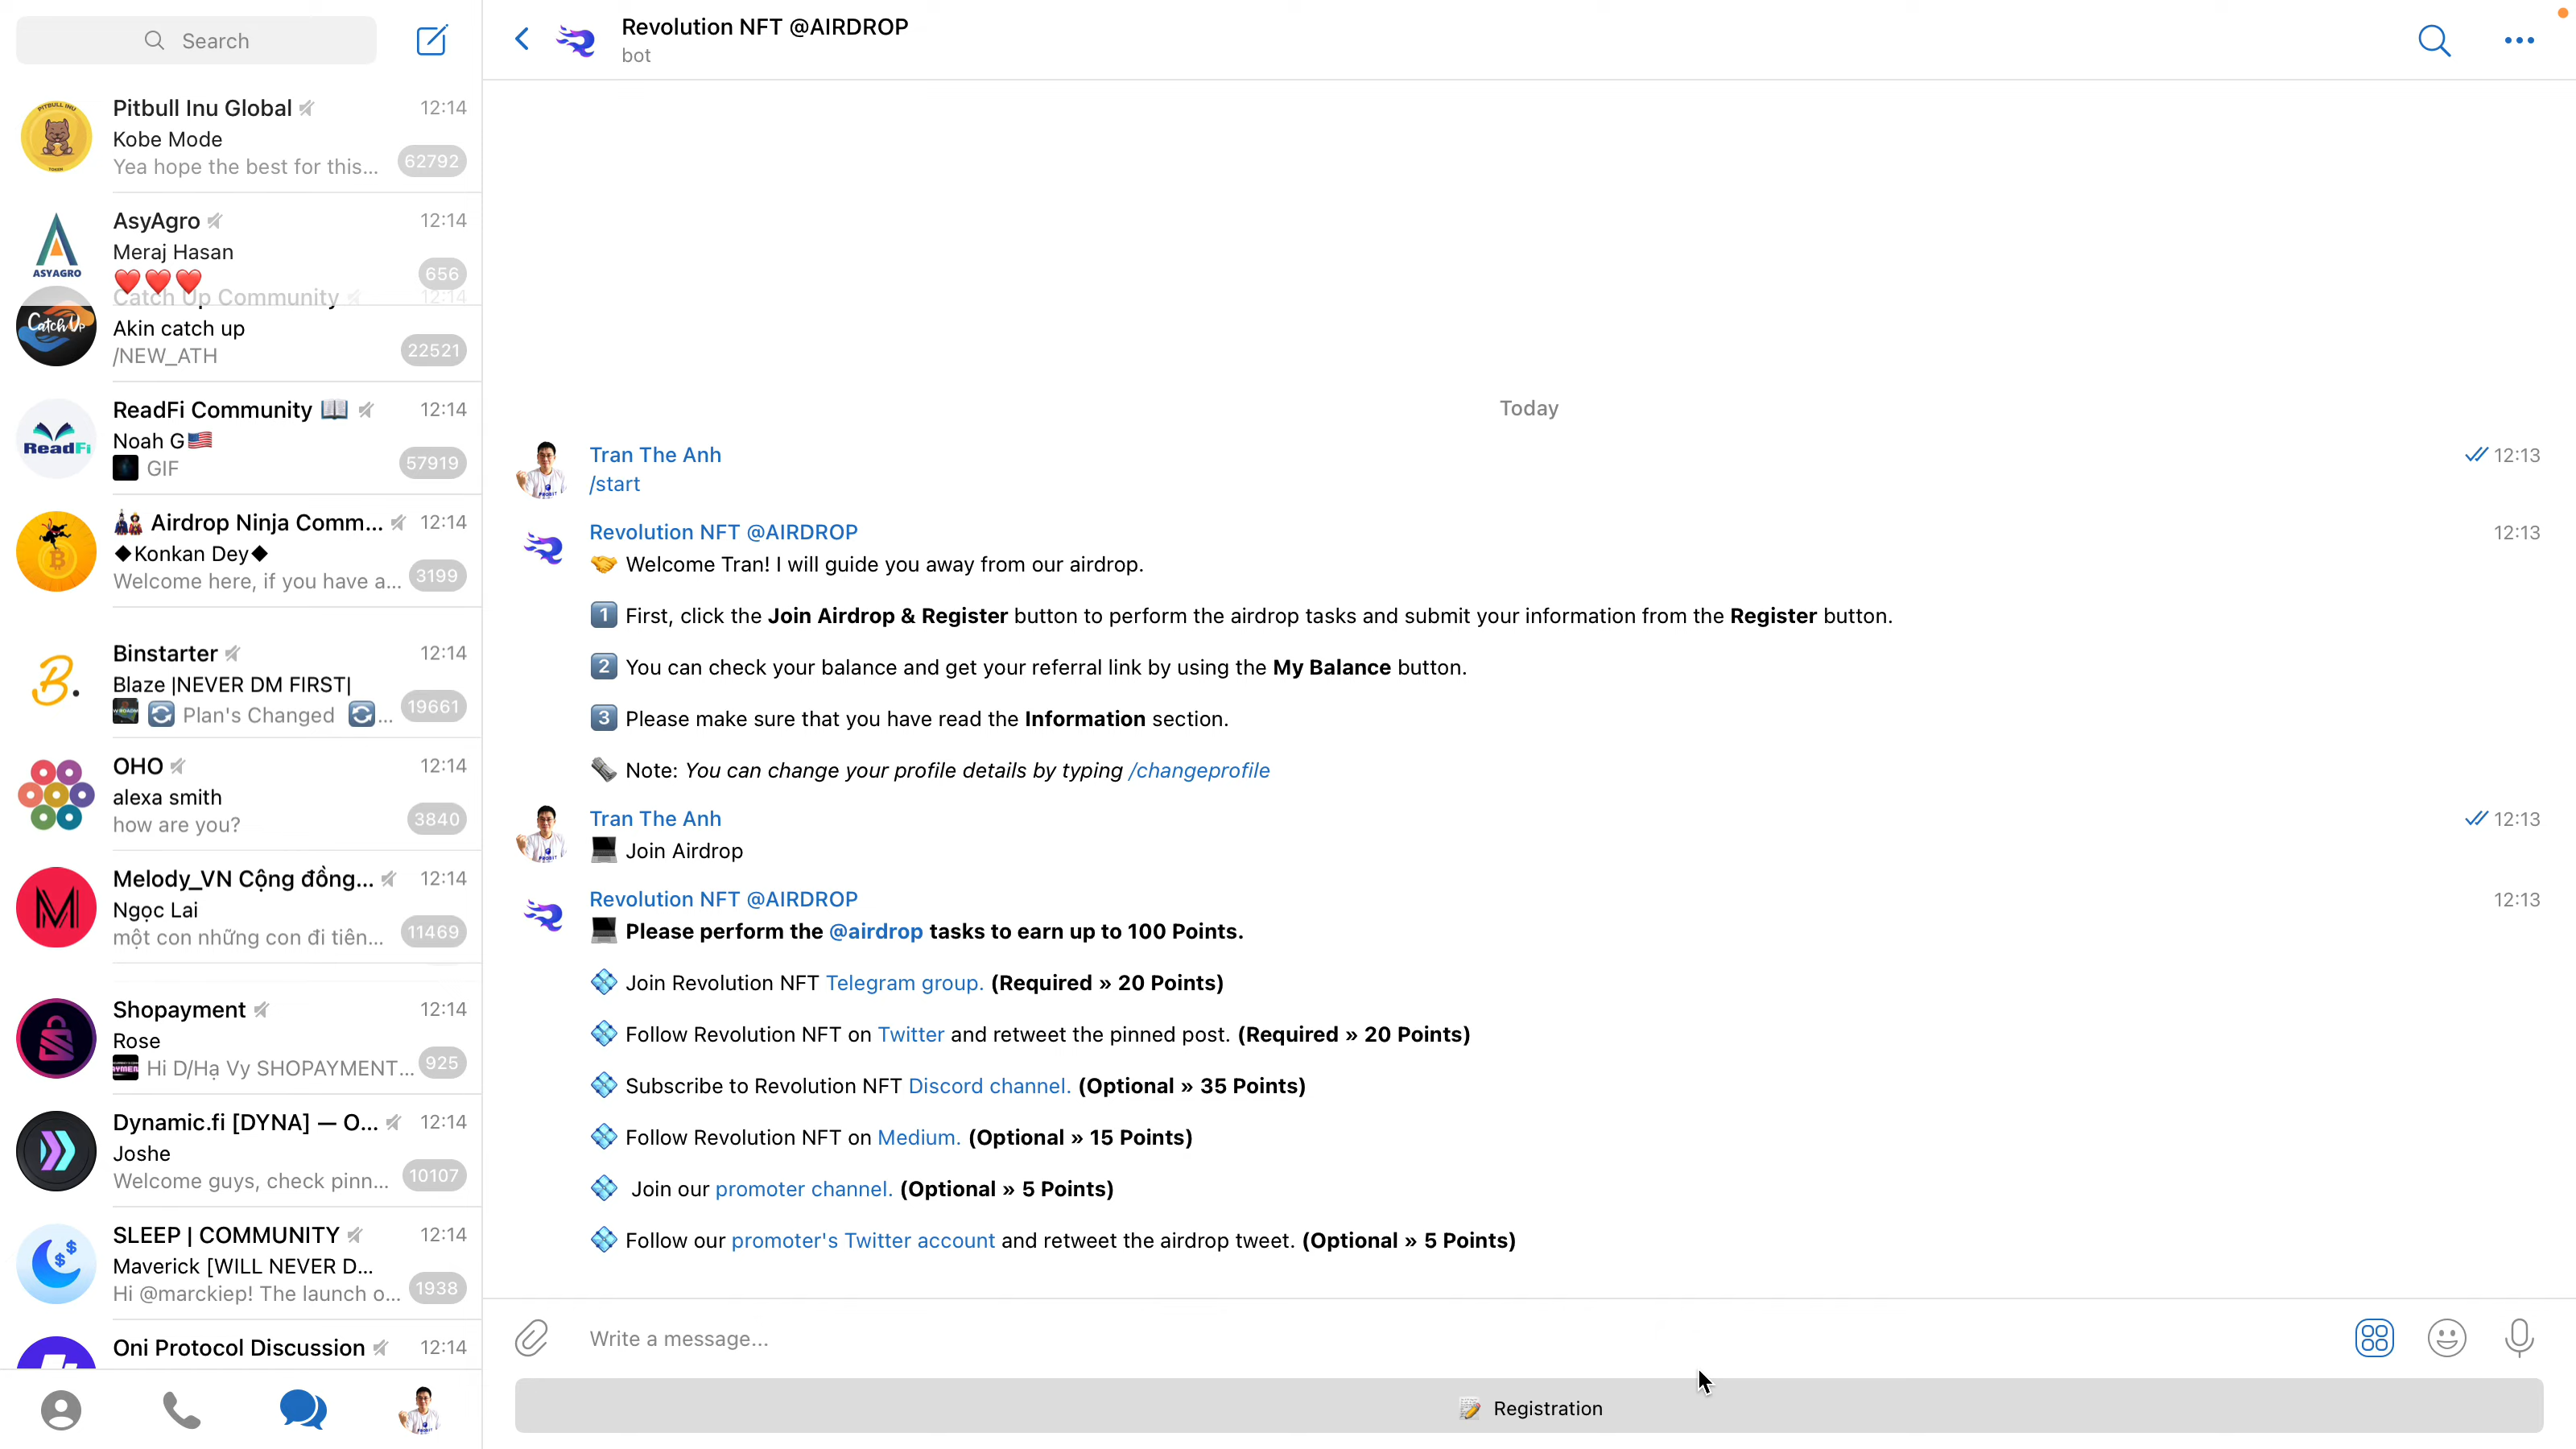 Search
Pitbull Inu Global
12:14
Kobe Mode
Yea hope the best for this...
62792
AsyAgro
12:14
Meraj Hasan
❤️❤️❤️
656
ASYAGRO
Catch Up Community
12:14
Akin catch up
/NEW_ATH
22521
Catch Up
ReadFi Community 📖
12:14
Noah G🇺🇸
GIF
57919
ReadFi
Airdrop Ninja Comm...
12:14
◆Konkan Dey◆
Welcome here, if you have a...
3199
Binstarter
12:14
Blaze |NEVER DM FIRST|
🔄 Plan's Changed 🔄...
19661
B.
OHO
12:14
alexa smith
how are you?
3840
Melody_VN Cộng đồng...
12:14
Ngọc Lai
một con những con đi tiên...
11469
Shopayment
12:14
Rose
Hi D/Hạ Vy SHOPAYMENT...
925
Dynamic.fi [DYNA] — O...
12:14
Joshe
Welcome guys, check pinn...
10107
SLEEP | COMMUNITY
12:14
Maverick [WILL NEVER D...
Hi @marckiep! The launch o...
1938
Oni Protocol Discussion
12:14
Revolution NFT @AIRDROP
bot
Today
Tran The Anh
12:13
/start
Revolution NFT @AIRDROP
12:13
🤝 Welcome Tran! I will guide you away from our airdrop.
1️⃣ First, click the Join Airdrop & Register button to perform the airdrop tasks and submit your information from the Register button.
2️⃣ You can check your balance and get your referral link by using the My Balance button.
3️⃣ Please make sure that you have read the Information section.
🗞 Note: You can change your profile details by typing /changeprofile
Tran The Anh
12:13
💻 Join Airdrop
Revolution NFT @AIRDROP
12:13
💻 Please perform the @airdrop tasks to earn up to 100 Points.
💠 Join Revolution NFT Telegram group. (Required » 20 Points)
💠 Follow Revolution NFT on Twitter and retweet the pinned post. (Required » 20 Points)
💠 Subscribe to Revolution NFT Discord channel. (Optional » 35 Points)
💠 Follow Revolution NFT on Medium. (Optional » 15 Points)
💠 Join our promoter channel. (Optional » 5 Points)
💠 Follow our promoter's Twitter account and retweet the airdrop tweet. (Optional » 5 Points)
Write a message...
📝 Registration